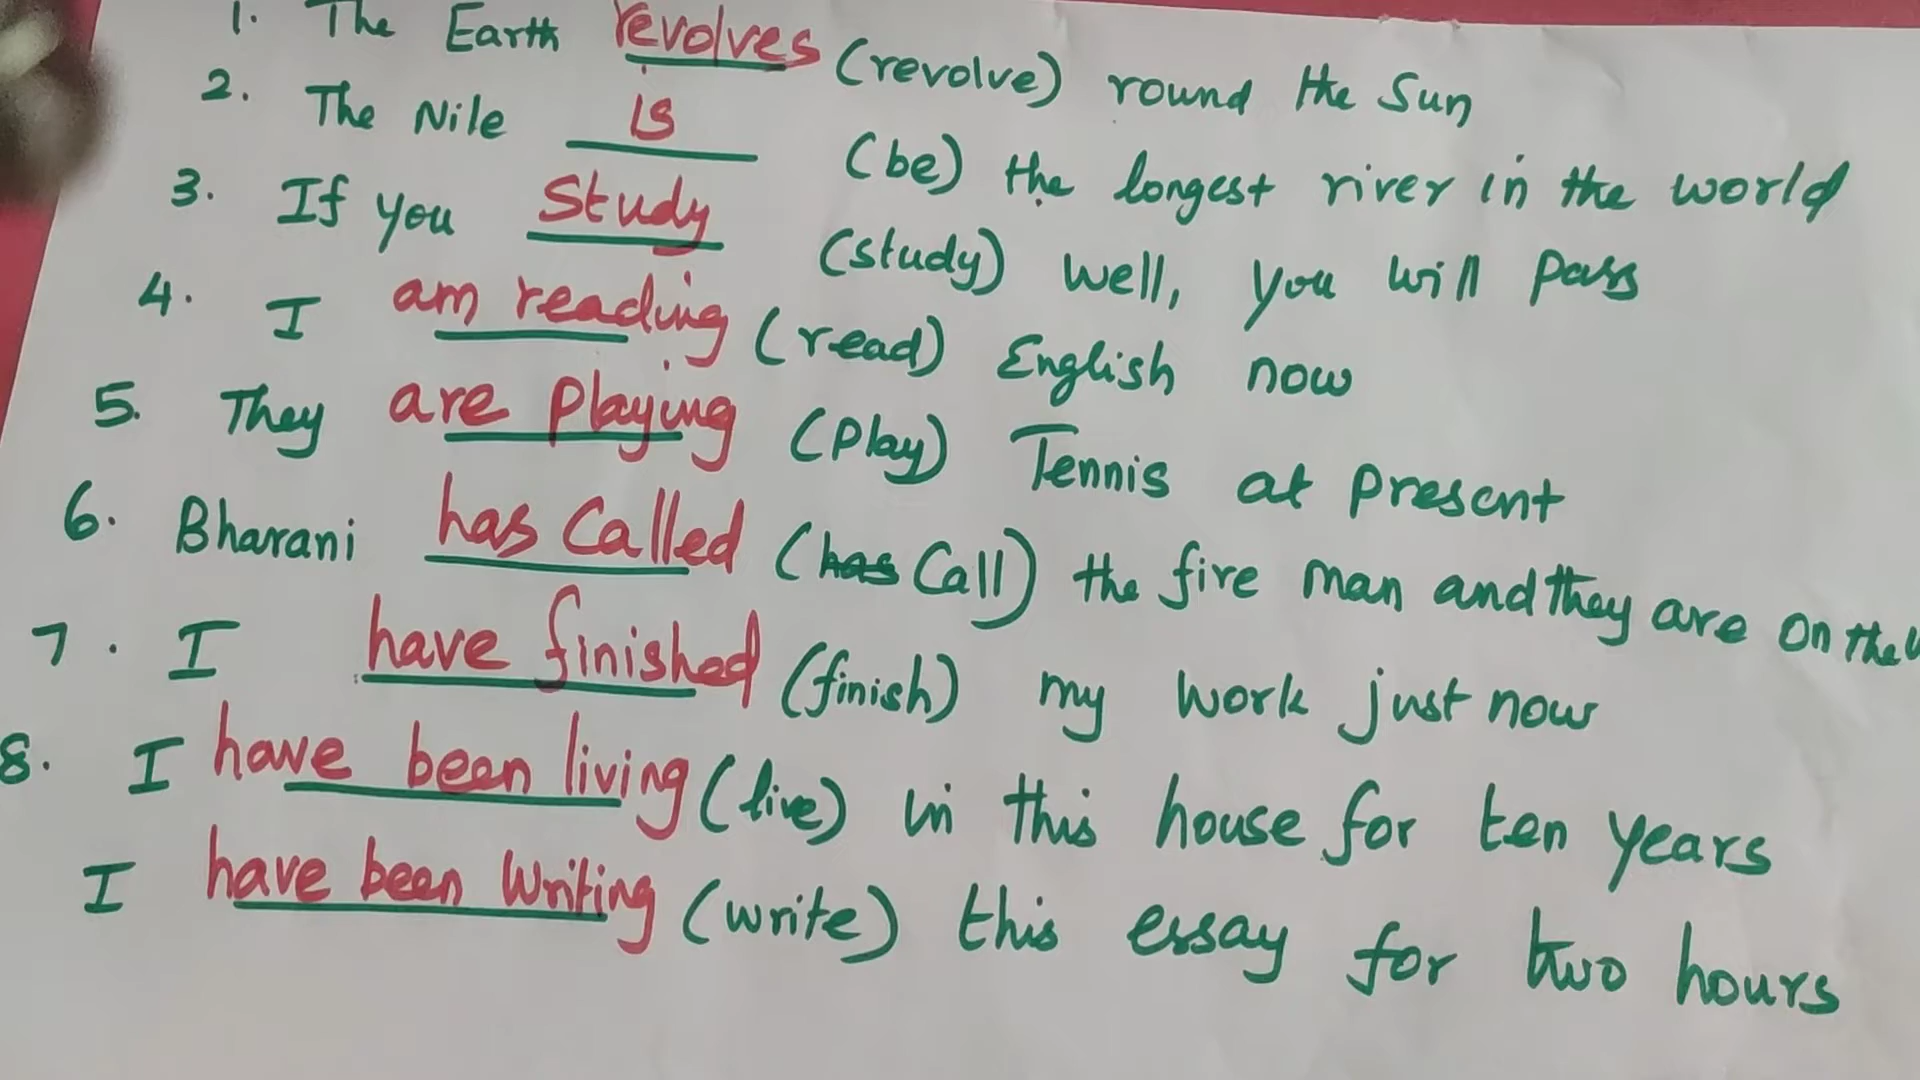 1. The Earth revolves (revolve) round the Sun
2. The Nile is (be) the longest river in the world
3. If you Study (study) well, you will pass
4. I am reading (read) English now
5. They are playing (Play) Tennis at present
6. Bharani has Called (has Call) the fire man and they are on the
7. I have finished (finish) my work just now
8. I have been living (live) in this house for ten years
I have been writing (write) this essay for two hours